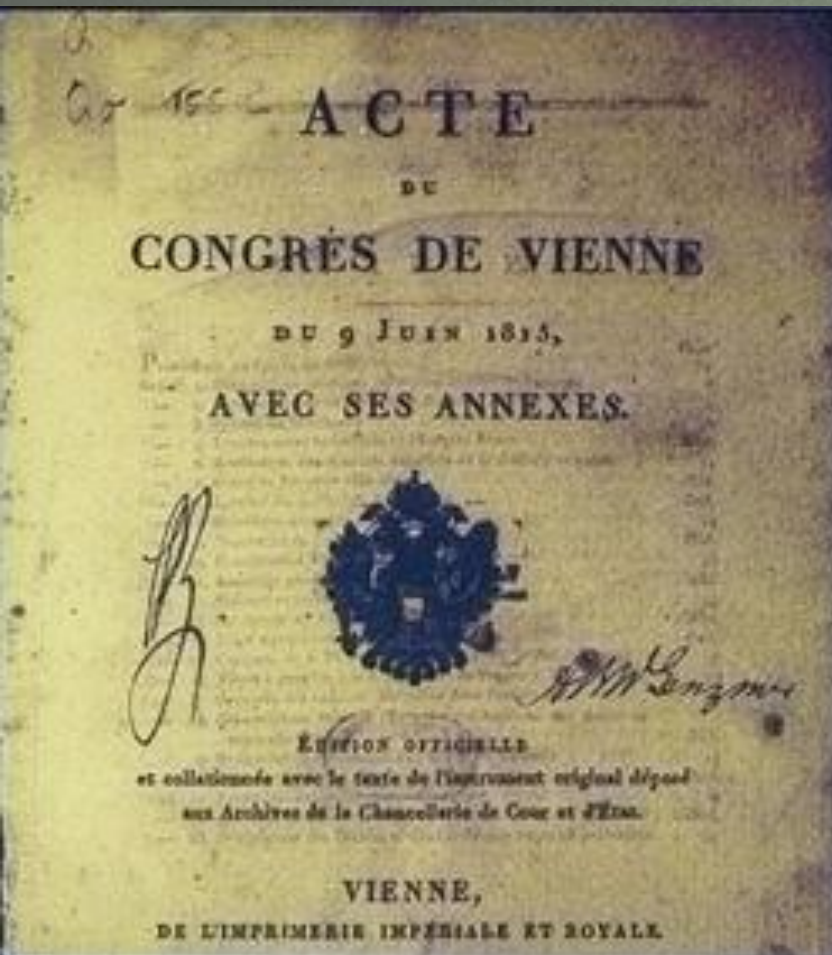 ACTE
DU
CONGRÈS DE VIENNE
DU 9 JUIN 1815,
AVEC SES ANNEXES.
ÉDITION OFFICIELLE
et collationnée avec le texte de l'instrument original déposé
aux Archives de la Chancellerie de Cour et d'État.
VIENNE,
DE L'IMPRIMERIE IMPÉRIALE ET ROYALE.